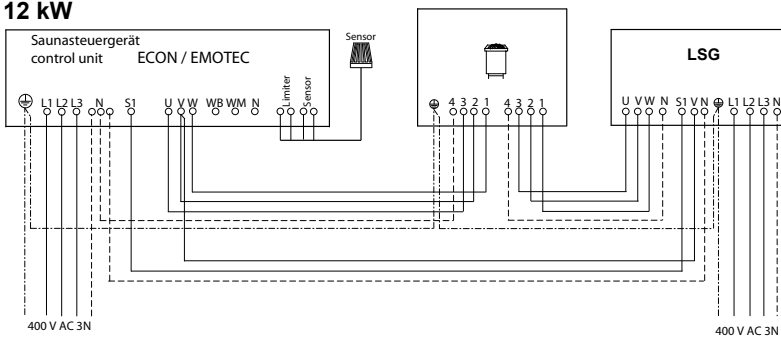 12 kW
Saunasteuergerät
control unit ECON / EMOTEC
Sensor
LSG
L1 L2 L3 N S1 U V W WB WM N Limiter Sensor
4 3 2 1 4 3 2 1
U V W N S1 V N L1 L2 L3 N
400 V AC 3N
400 V AC 3N